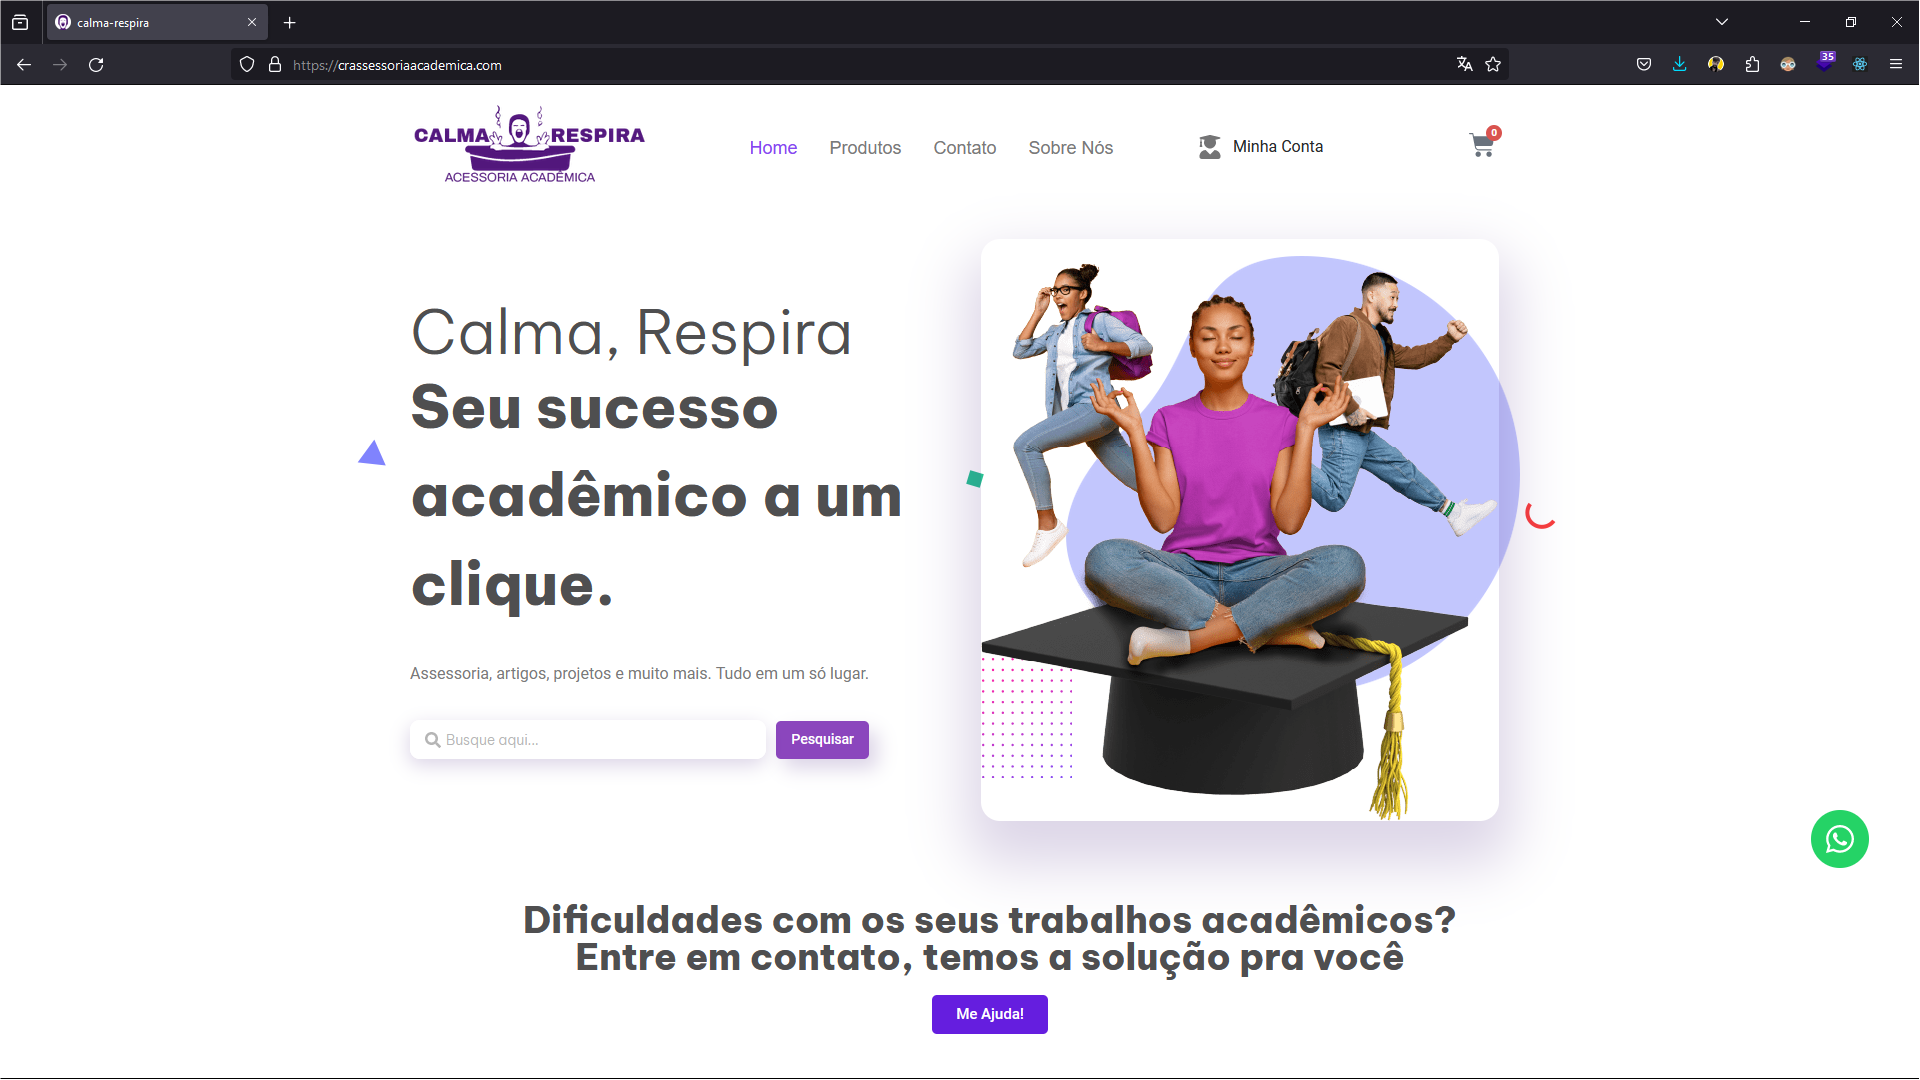 calma-respira
https://crassessoriaacademica.com
35
CALMA RESPIRA
ACESSORIA ACADÊMICA
Home
Produtos
Contato
Sobre Nós
Minha Conta
0
Calma, Respira
Seu sucesso
acadêmico a um
clique.
Assessoria, artigos, projetos e muito mais. Tudo em um só lugar.
Busque aqui...
Pesquisar
Dificuldades com os seus trabalhos acadêmicos?
Entre em contato, temos a solução pra você
Me Ajuda!